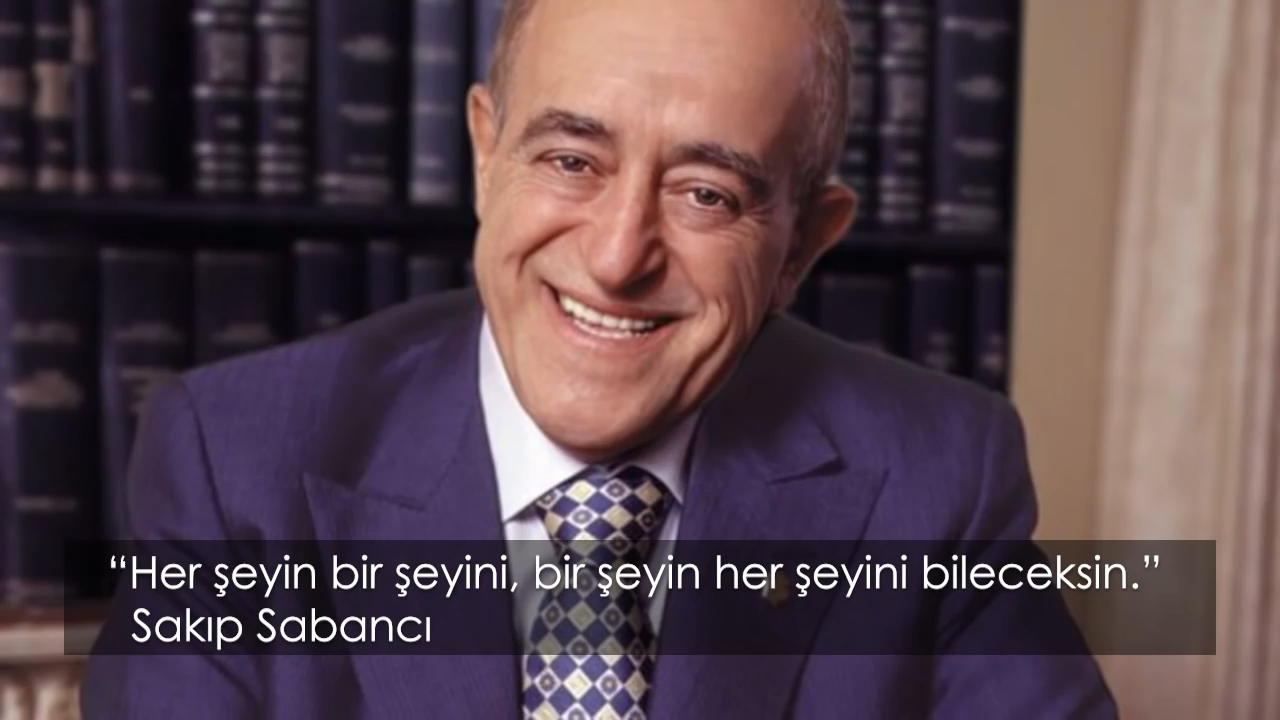 “Her şeyin bir şeyini, bir şeyin her şeyini bileceksin.”
Sakıp Sabancı